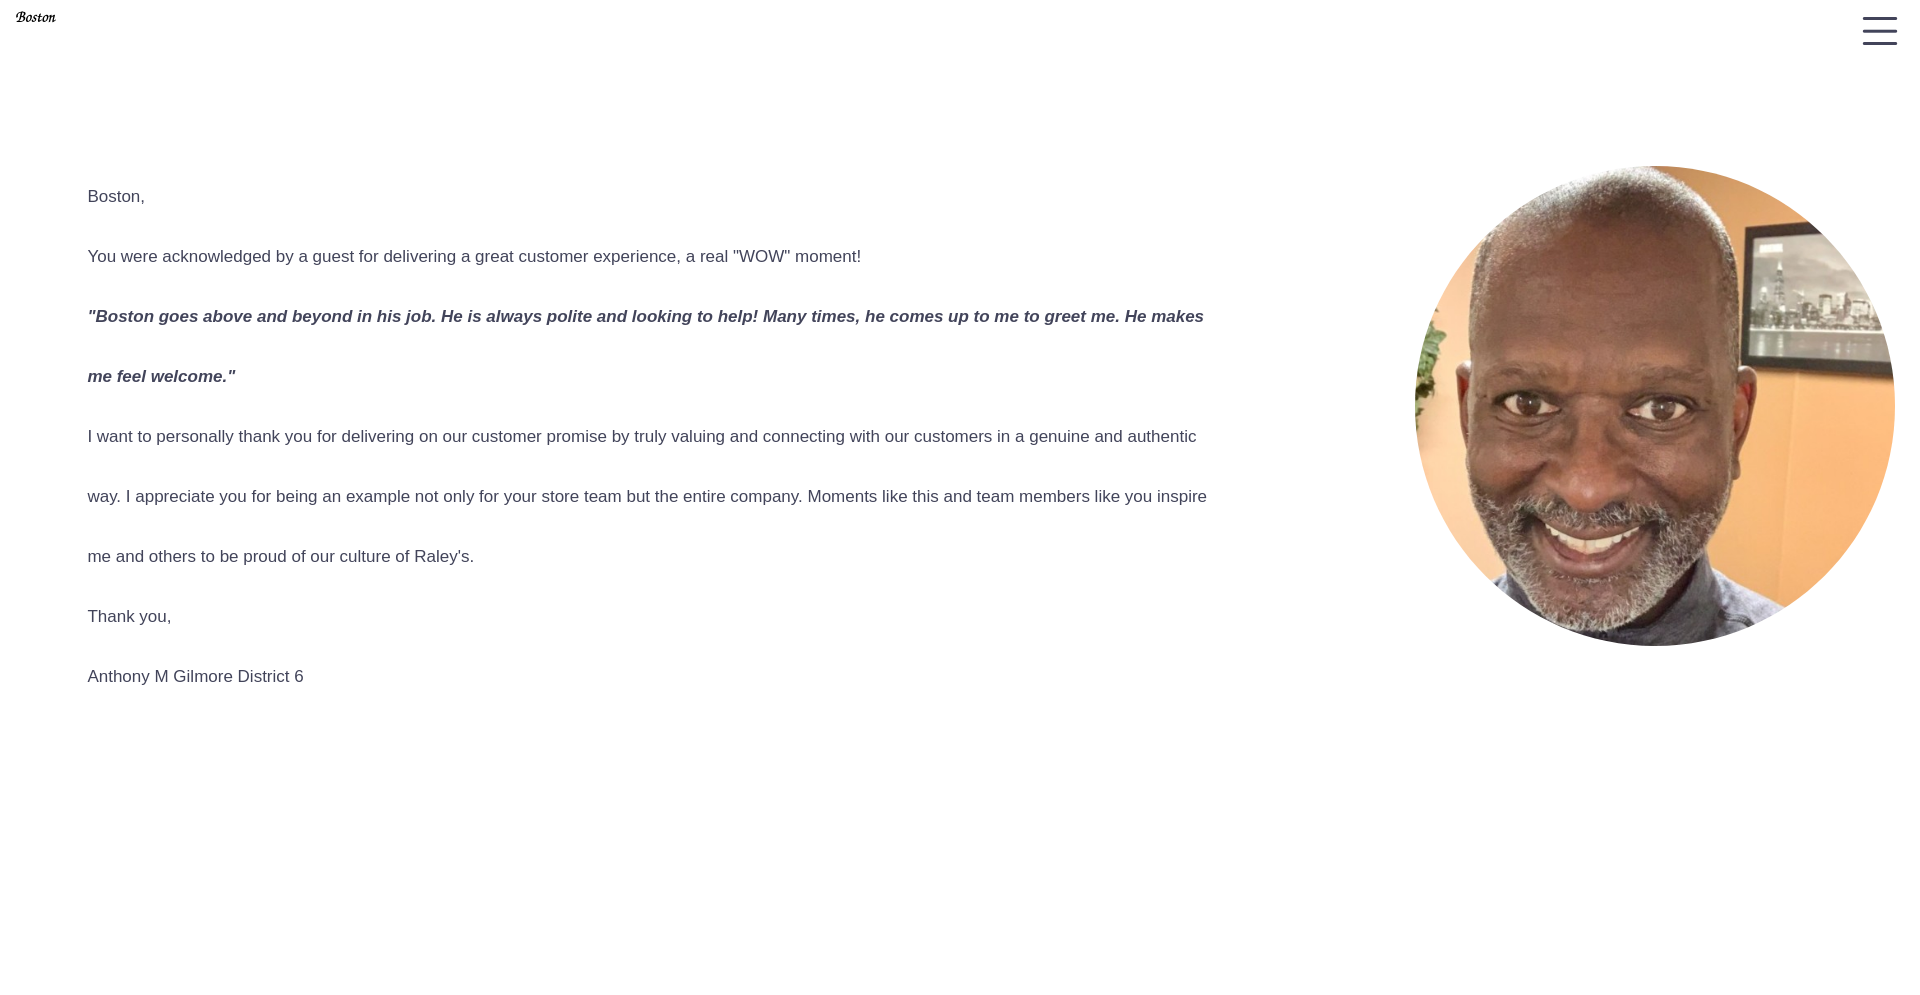 Boston
Boston,
You were acknowledged by a guest for delivering a great customer experience, a real "WOW" moment!
"Boston goes above and beyond in his job. He is always polite and looking to help! Many times, he comes up to me to greet me. He makes
me feel welcome."
I want to personally thank you for delivering on our customer promise by truly valuing and connecting with our customers in a genuine and authentic
way. I appreciate you for being an example not only for your store team but the entire company. Moments like this and team members like you inspire
me and others to be proud of our culture of Raley's.
Thank you,
Anthony M Gilmore District 6